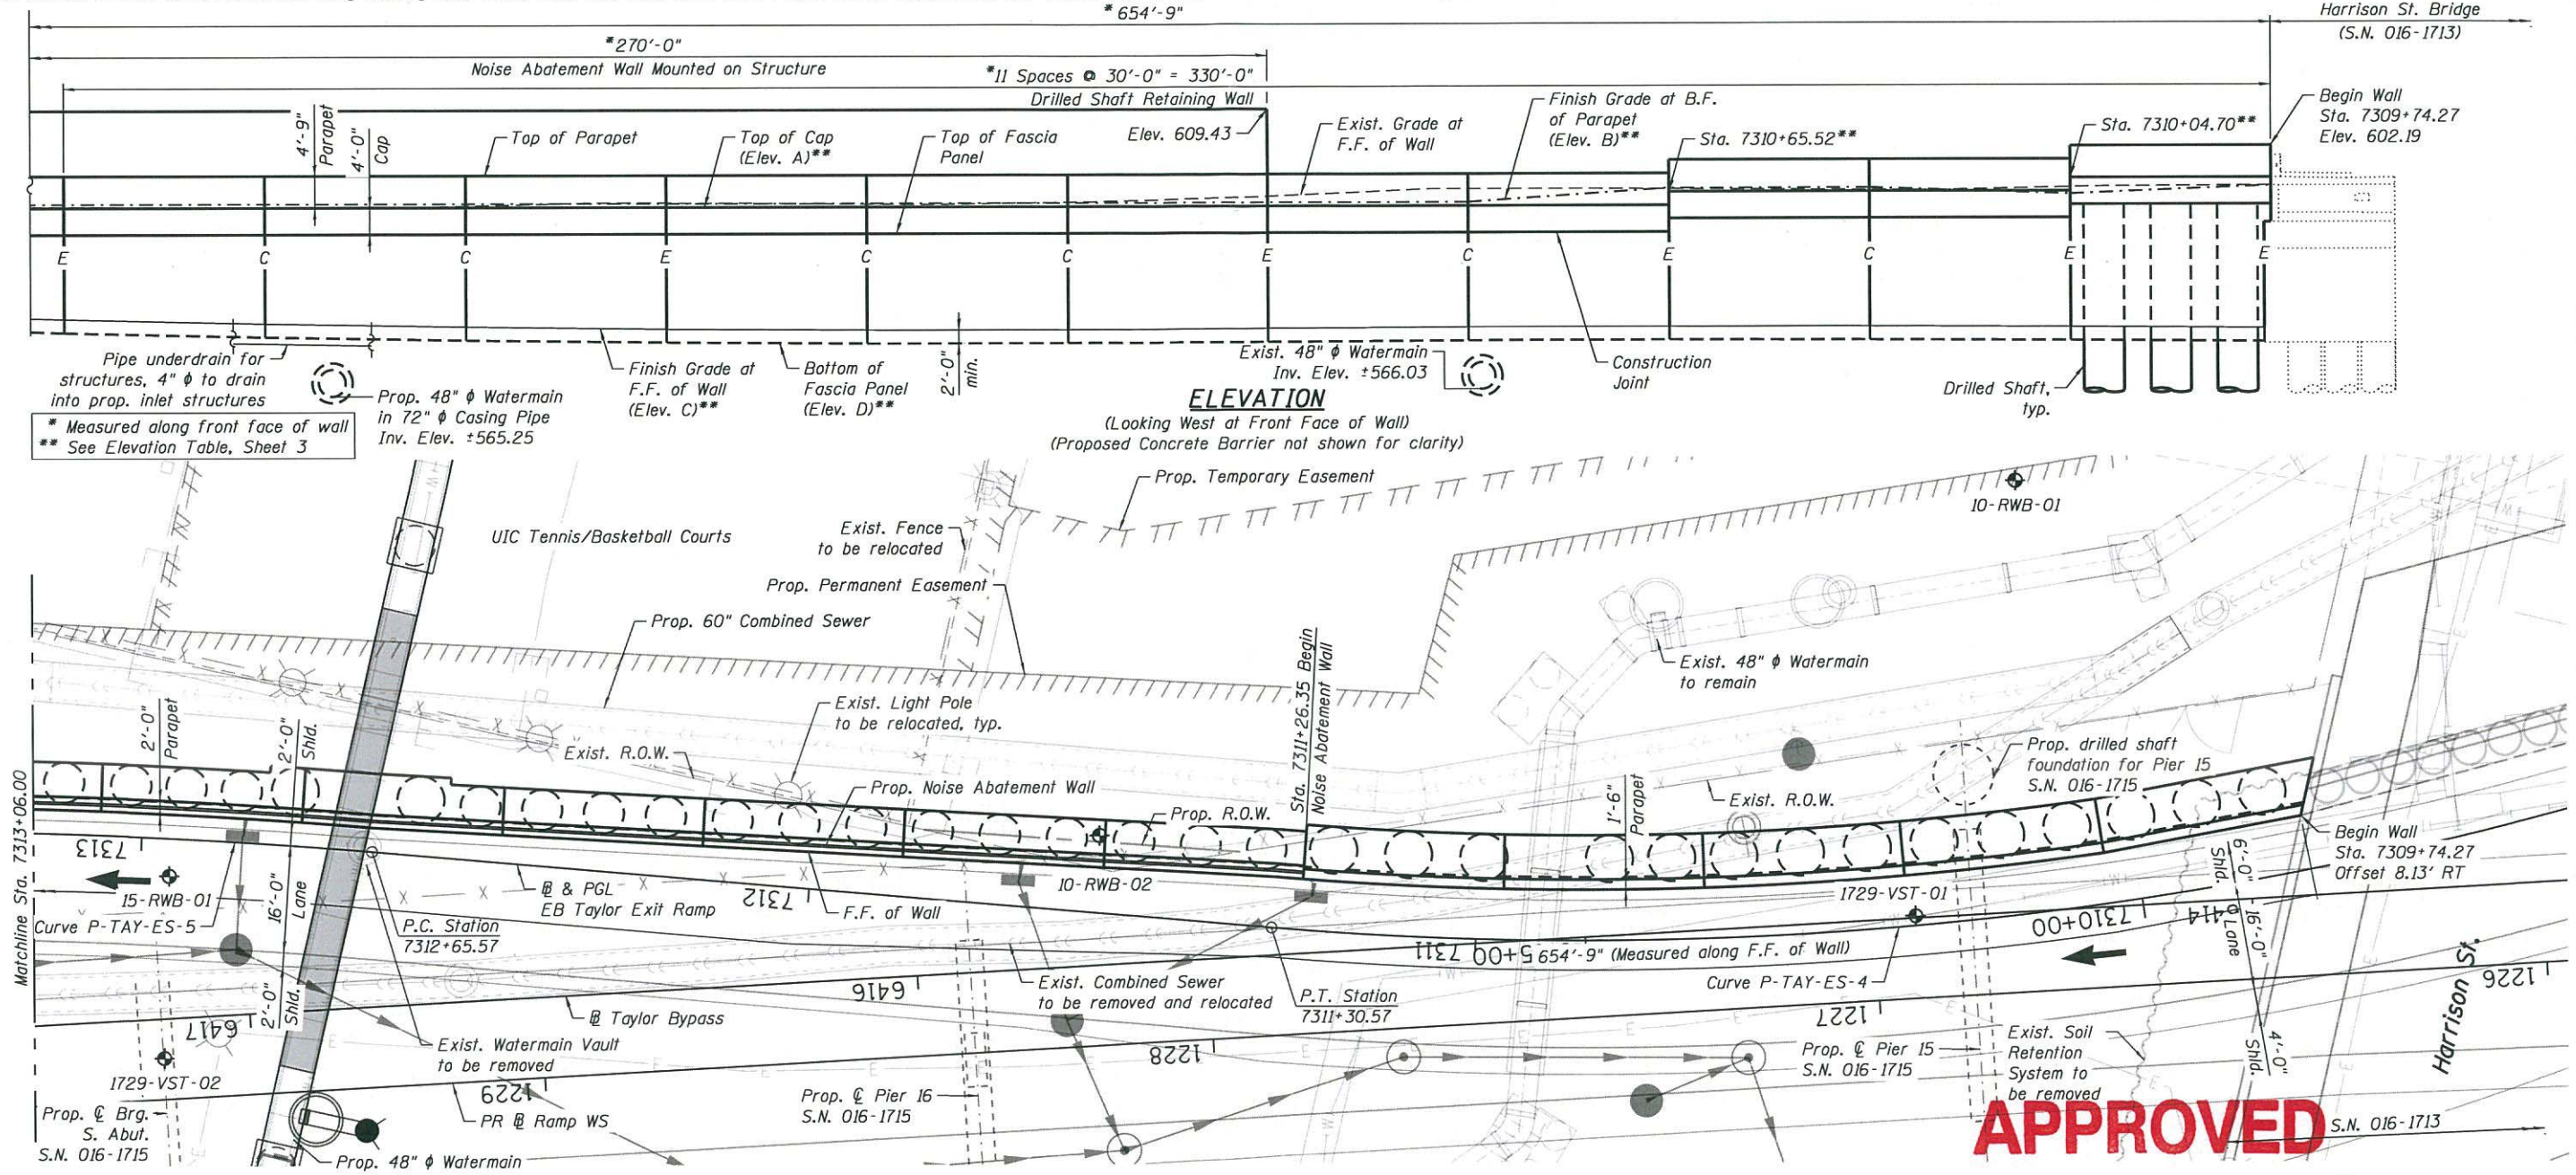 * 654'-9"
Harrison St. Bridge
(S.N. 016-1713)
*270'-0"
Noise Abatement Wall Mounted on Structure
*11 Spaces @ 30'-0" = 330'-0"
Drilled Shaft Retaining Wall
4'-9"
Parapet
4'-0"
Cap
Top of Parapet
Top of Cap
(Elev. A)**
Top of Fascia
Panel
Elev. 609.43
Exist. Grade at
F.F. of Wall
Finish Grade at B.F.
of Parapet
(Elev. B)**
Sta. 7310+65.52**
Sta. 7310+04.70**
Begin Wall
Sta. 7309+74.27
Elev. 602.19
E
C
C
E
C
C
E
C
E
C
E
E
Pipe underdrain for
structures, 4" ϕ to drain
into prop. inlet structures
Prop. 48" ϕ Watermain
in 72" ϕ Casing Pipe
Inv. Elev. ±565.25
Finish Grade at
F.F. of Wall
(Elev. C)**
Bottom of
Fascia Panel
(Elev. D)**
2'-0"
min.
Exist. 48" ϕ Watermain
Inv. Elev. ±566.03
Construction
Joint
Drilled Shaft,
typ.
* Measured along front face of wall
** See Elevation Table, Sheet 3
ELEVATION
(Looking West at Front Face of Wall)
(Proposed Concrete Barrier not shown for clarity)
Prop. Temporary Easement
10-RWB-01
UIC Tennis/Basketball Courts
Exist. Fence
to be relocated
Prop. Permanent Easement
Prop. 60" Combined Sewer
Exist. 48" ϕ Watermain
to remain
Sta. 7311+26.35 Begin
Noise Abatement Wall
2'-0"
Parapet
2'-0"
Shld.
Exist. Light Pole
to be relocated, typ.
Exist. R.O.W.
Prop. Noise Abatement Wall
Prop. R.O.W.
1'-6"
Parapet
Exist. R.O.W.
Prop. drilled shaft
foundation for Pier 15
S.N. 016-1715
Begin Wall
Sta. 7309+74.27
Offset 8.13' RT
Matchline Sta. 7313+06.00
7313
15-RWB-01
Curve P-TAY-ES-5
16'-0"
Lane
P.C. Station
7312+65.57
℔ & PGL
EB Taylor Exit Ramp
7312
F.F. of Wall
10-RWB-02
1729-VST-01
7310+00
4414
6'-0"
Shld.
16'-0"
Lane
7311
5+00
654'-9" (Measured along F.F. of Wall)
Curve P-TAY-ES-4
Exist. Combined Sewer
to be removed and relocated
P.T. Station
7311+30.57
6416
6417
2'-0"
Shld.
℔ Taylor Bypass
Exist. Watermain Vault
to be removed
1226
1227
1228
1229
Harrison St.
4'-0"
Shld.
1729-VST-02
Prop. ℄ Brg.
S. Abut.
S.N. 016-1715
PR ℔ Ramp WS
Prop. ℄ Pier 16
S.N. 016-1715
Prop. ℄ Pier 15
S.N. 016-1715
Exist. Soil
Retention
System to
be removed
Prop. 48" ϕ Watermain
APPROVED
S.N. 016-1713